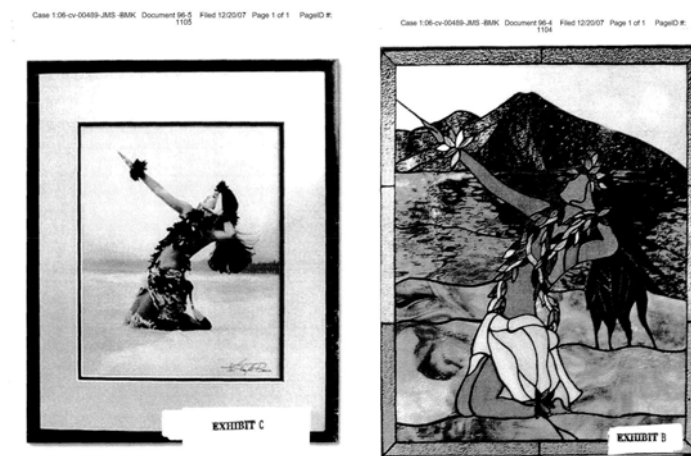 Case 1:06-cv-00489-JMS -BMK Document 96-5 Filed 12/20/07 Page 1 of 1 PageID #:
1105
EXHIBIT C
Case 1:06-cv-00489-JMS -BMK Document 96-4 Filed 12/20/07 Page 1 of 1 PageID #:
1104
EXHIBIT B